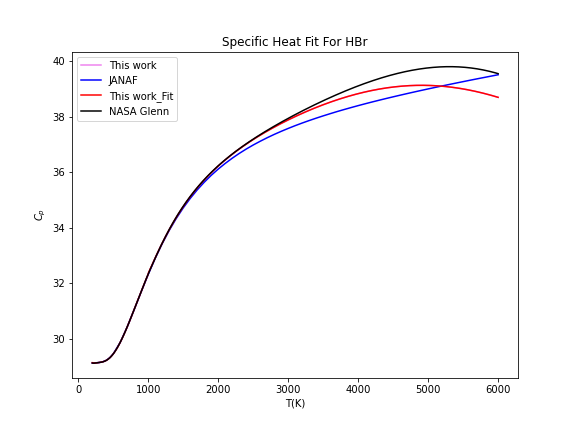 Specific Heat Fit For HBr
This work
JANAF
This work_Fit
NASA Glenn
40
38
36
34
32
30
C_p
0 1000 2000 3000 4000 5000 6000
T(K)